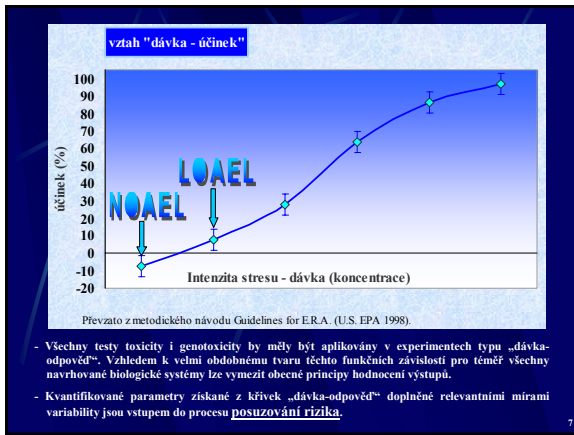 vztah "dávka - účinek"
100
90
80
70
60
50
40
30
20
10
0
-10
-20
účinek (%)
LOAEL
NOAEL
Intenzita stresu - dávka (koncentrace)
Převzato z metodického návodu Guidelines for E.R.A. (U.S. EPA 1998).
- Všechny testy toxicity i genotoxicity by měly být aplikovány v experimentech typu „dávka-
odpověď“. Vzhledem k velmi obdobnému tvaru těchto funkčních závislostí pro téměř všechny
navrhované biologické systémy lze vymezit obecné principy hodnocení výstupů.
- Kvantifikované parametry získané z křivek „dávka-odpověď“ doplněné relevantními mírami
variability jsou vstupem do procesu posuzování rizika.
7